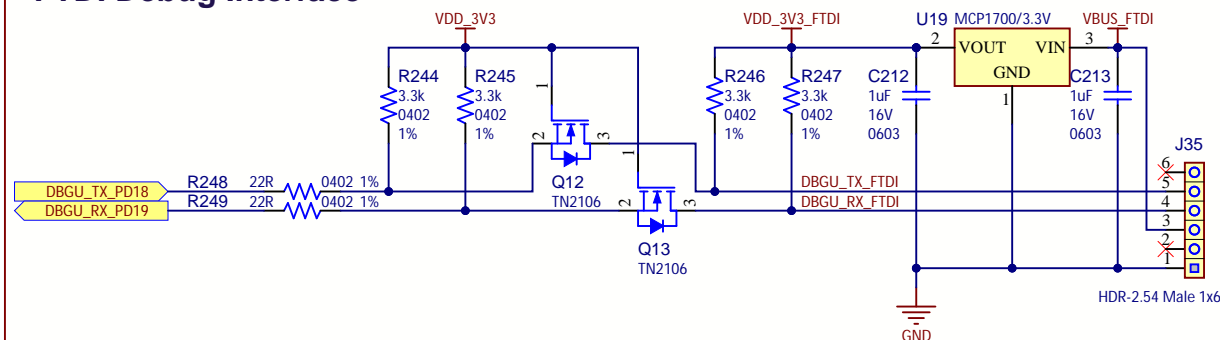 FTDI Debug Interface
VDD_3V3
VDD_3V3_FTDI
U19 MCP1700/3.3V
VBUS_FTDI
2 VOUT VIN 3
GND
1
R244
3.3k
0402
1%
R245
3.3k
0402
1%
R246
3.3k
0402
1%
R247
3.3k
0402
1%
C212
1uF
16V
0603
C213
1uF
16V
0603
1
2
3
Q12
TN2106
1
2
3
Q13
TN2106
DBGU_TX_PD18
R248 22R 0402 1%
DBGU_RX_PD19
R249 22R 0402 1%
DBGU_TX_FTDI
DBGU_RX_FTDI
J35
6
5
4
3
2
1
HDR-2.54 Male 1x6
GND